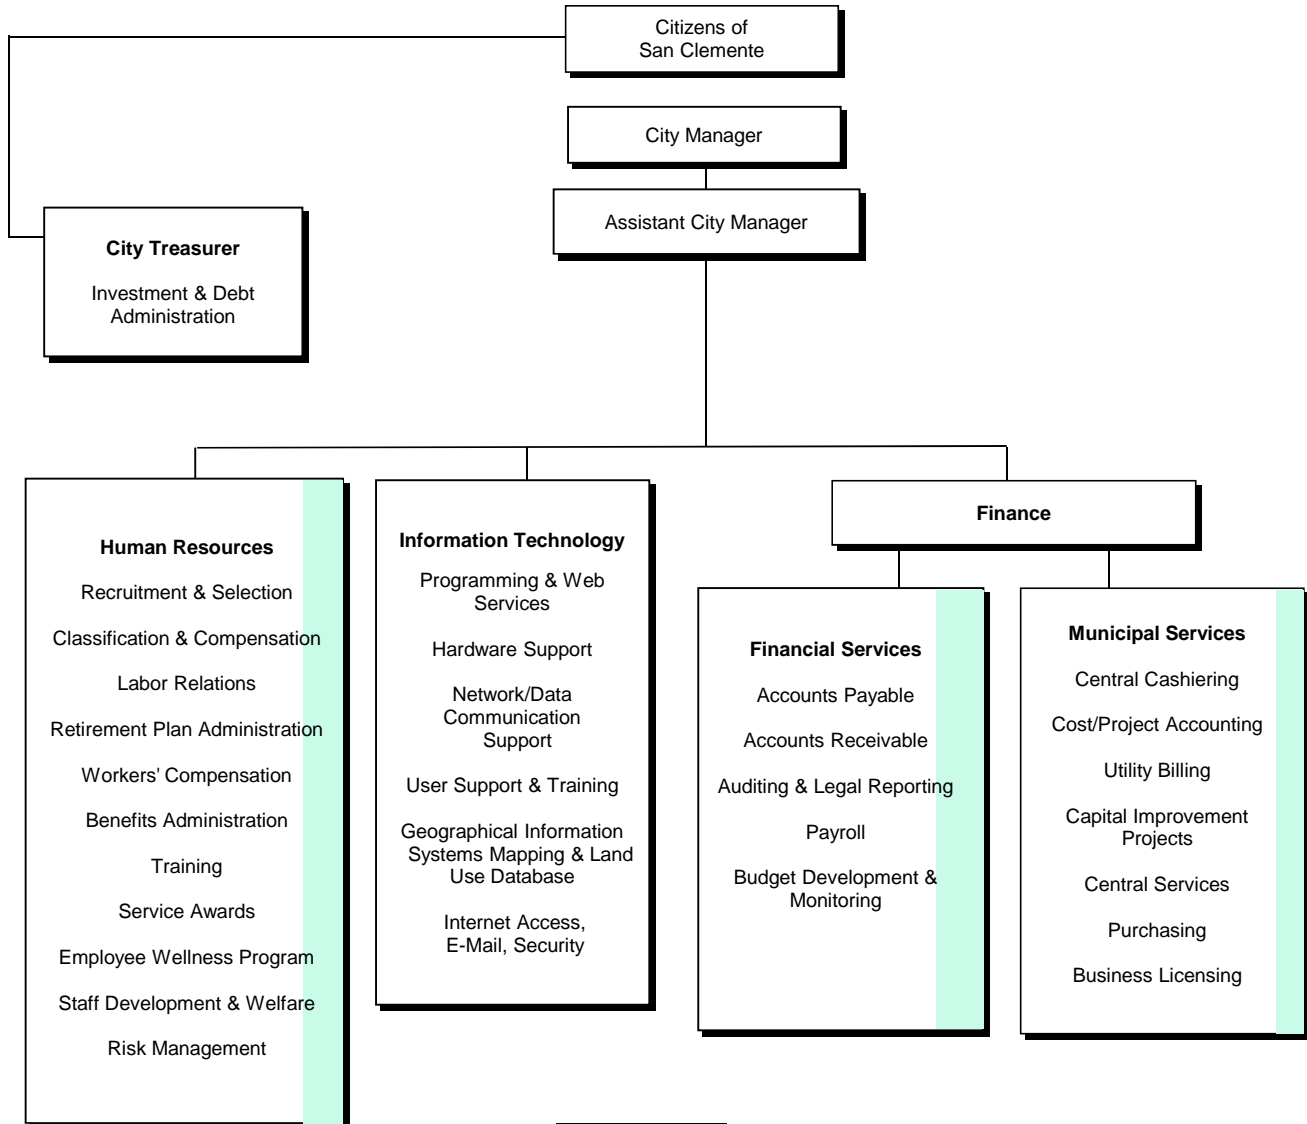 Citizens of
San Clemente
City Manager
Assistant City Manager
City Treasurer
Investment & Debt
Administration
Human Resources
Recruitment & Selection
Classification & Compensation
Labor Relations
Retirement Plan Administration
Workers' Compensation
Benefits Administration
Training
Service Awards
Employee Wellness Program
Staff Development & Welfare
Risk Management
Information Technology
Programming & Web
Services
Hardware Support
Network/Data
Communication
Support
User Support & Training
Geographical Information
Systems Mapping & Land
Use Database
Internet Access,
E-Mail, Security
Finance
Financial Services
Accounts Payable
Accounts Receivable
Auditing & Legal Reporting
Payroll
Budget Development &
Monitoring
Municipal Services
Central Cashiering
Cost/Project Accounting
Utility Billing
Capital Improvement
Projects
Central Services
Purchasing
Business Licensing